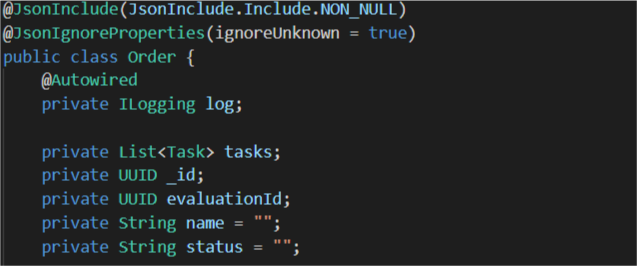 @JsonInclude(JsonInclude.Include.NON_NULL)
@JsonIgnoreProperties(ignoreUnknown = true)
public class Order {
    @Autowired
    private ILogging log;

    private List<Task> tasks;
    private UUID _id;
    private UUID evaluationId;
    private String name = "";
    private String status = "";